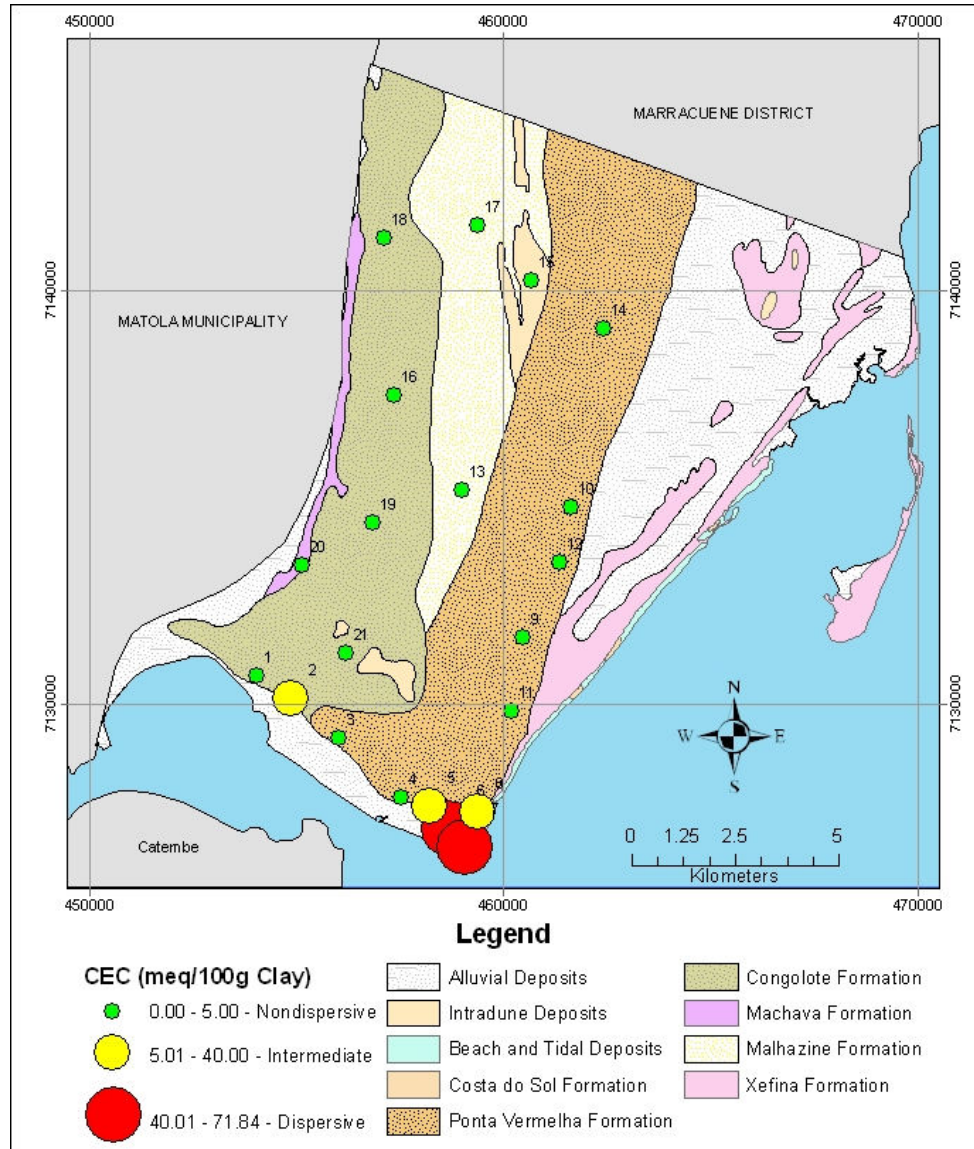 450000 460000 470000
MARRACUENE DISTRICT
17
18
15
7140000 7140000
MATOLA MUNICIPALITY
14
16
13
10
19
12
20
9
21
1 2
11
7130000 7130000
3
N
W E
S
4 5 8
6 7
0 1.25 2.5 5
Kilometers
Catembe
450000 460000 470000
Legend
CEC (meq/100g Clay)
0.00 - 5.00 - Nondispersive
5.01 - 40.00 - Intermediate
40.01 - 71.84 - Dispersive
Alluvial Deposits
Intradune Deposits
Beach and Tidal Deposits
Costa do Sol Formation
Ponta Vermelha Formation
Congolote Formation
Machava Formation
Malhazine Formation
Xefina Formation